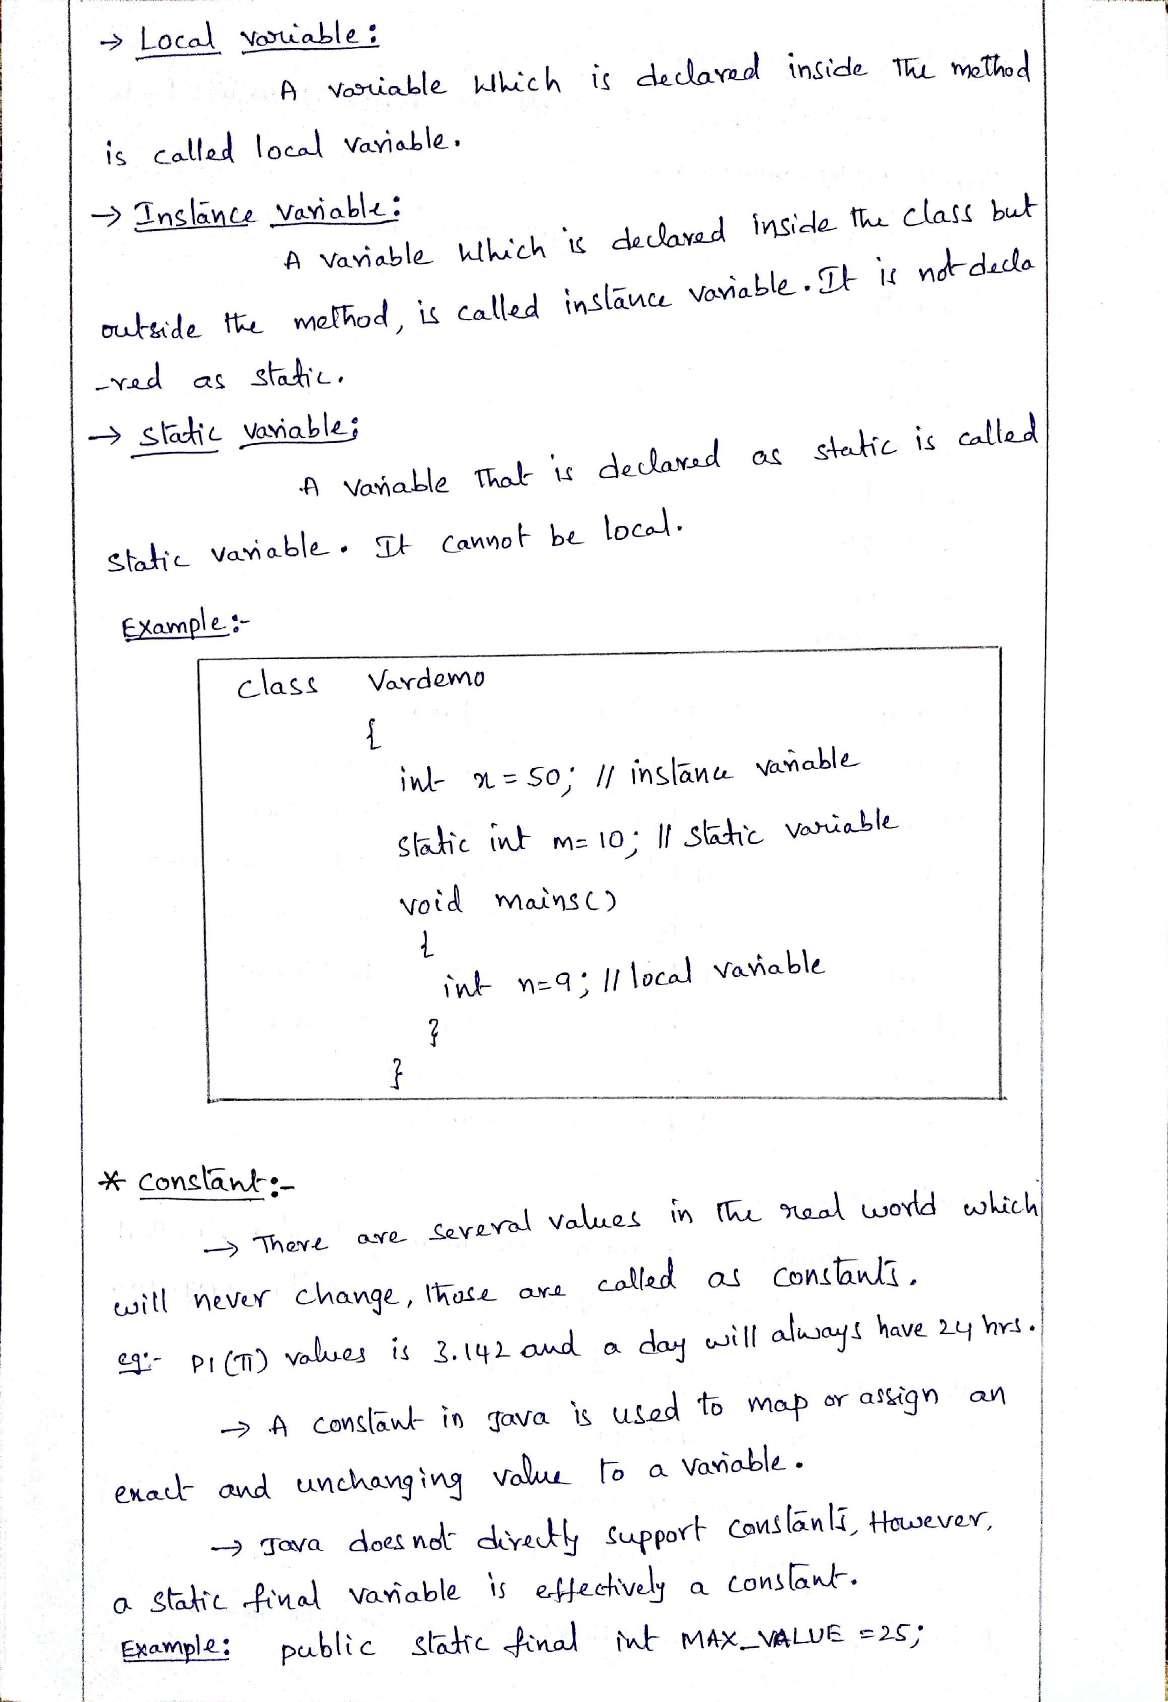 → Local variable:
A variable which is declared inside the method
is called local variable.
→ Instance variable:
A variable which is declared inside the class but
outside the method, is called instance variable. It is not decla
-red as static.
→ static variable;
A variable that is declared as static is called
static variable. It cannot be local.
Example:-
class Vardemo
{
int x = 50; // instance variable
static int m=10; // static variable
void mains()
{
int n=9; // local variable
}
}
* constant:-
→ There are several values in the real world which
will never change, those are called as constants.
eg:- PI (π) values is 3.142 and a day will always have 24 hrs.
→ A constant in Java is used to map or assign an
exact and unchanging value to a variable.
→ Java does not directly support constants, However,
a static final variable is effectively a constant.
Example: public static final int MAX_VALUE = 25;